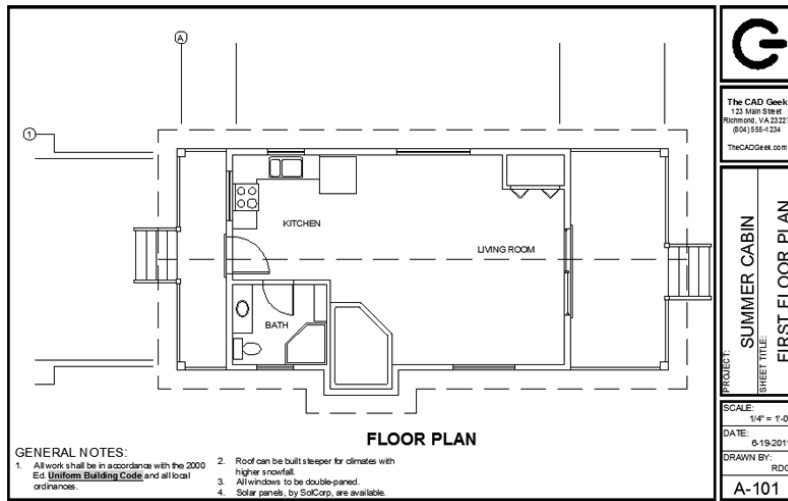 A
1
KITCHEN
LIVING ROOM
BATH
FLOOR PLAN
GENERAL NOTES:
1. All work shall be in accordance with the 2000
Ed. Uniform Building Code and all local
ordinances.
2. Roof can be built steeper for climates with
higher snowfall.
3. All windows to be double-paned.
4. Solar panels, by SolCorp, are available.
The CAD Geek
123 Main Street
Richmond, VA 23227
(804) 555-1234
TheCADGeek.com
PROJECT:
SUMMER CABIN
SHEET TITLE:
FIRST FLOOR PLAN
SCALE:
1/4" = 1'-0
DATE:
6-19-2011
DRAWN BY:
RDG
A-101